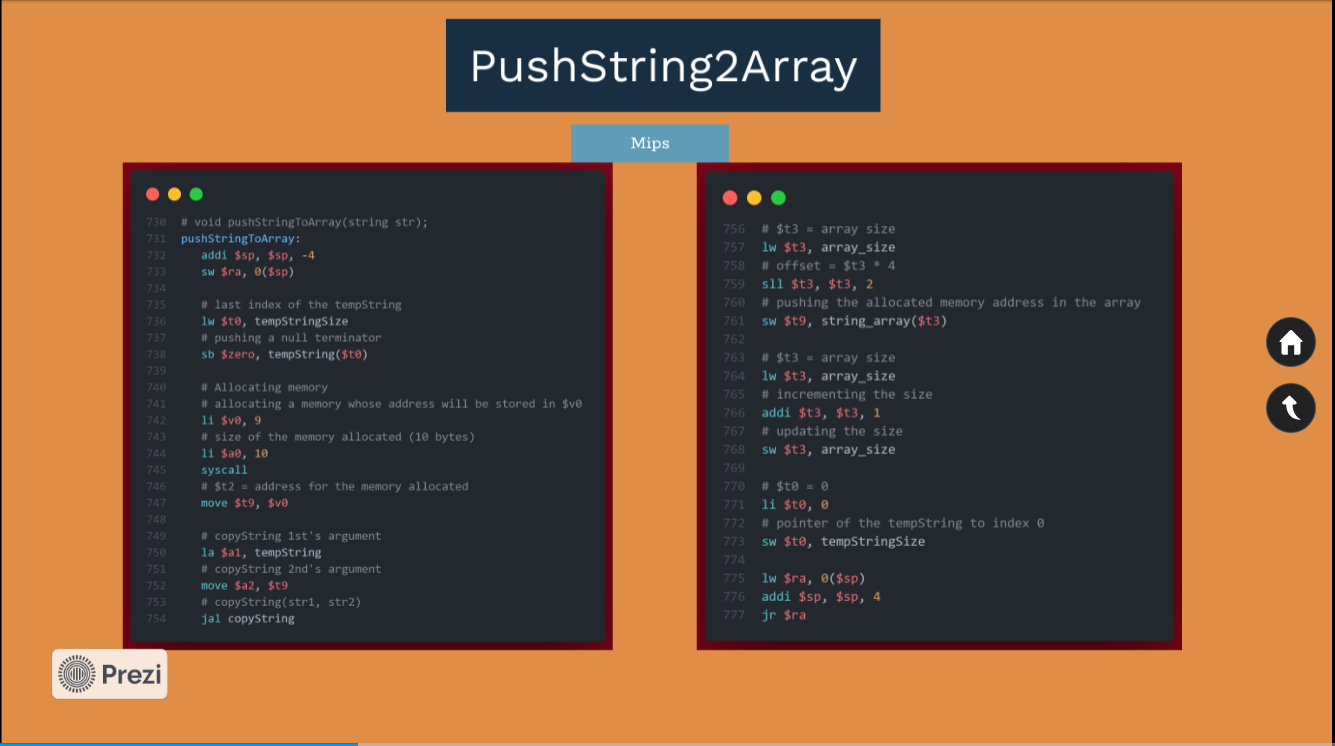 PushString2Array
Mips
730 # void pushStringToArray(string str);
731 pushStringToArray:
732 addi $sp, $sp, -4
733 sw $ra, 0($sp)
734
735 # last index of the tempString
736 lw $t0, tempStringSize
737 # pushing a null terminator
738 sb $zero, tempString($t0)
739
740 # Allocating memory
741 # allocating a memory whose address will be stored in $v0
742 li $v0, 9
743 # size of the memory allocated (10 bytes)
744 li $a0, 10
745 syscall
746 # $t2 = address for the memory allocated
747 move $t9, $v0
748
749 # copyString 1st's argument
750 la $a1, tempString
751 # copyString 2nd's argument
752 move $a2, $t9
753 # copyString(str1, str2)
754 jal copyString
756 # $t3 = array size
757 lw $t3, array_size
758 # offset = $t3 * 4
759 sll $t3, $t3, 2
760 # pushing the allocated memory address in the array
761 sw $t9, string_array($t3)
762
763 # $t3 = array size
764 lw $t3, array_size
765 # incrementing the size
766 addi $t3, $t3, 1
767 # updating the size
768 sw $t3, array_size
769
770 # $t0 = 0
771 li $t0, 0
772 # pointer of the tempString to index 0
773 sw $t0, tempStringSize
774
775 lw $ra, 0($sp)
776 addi $sp, $sp, 4
777 jr $ra
Prezi